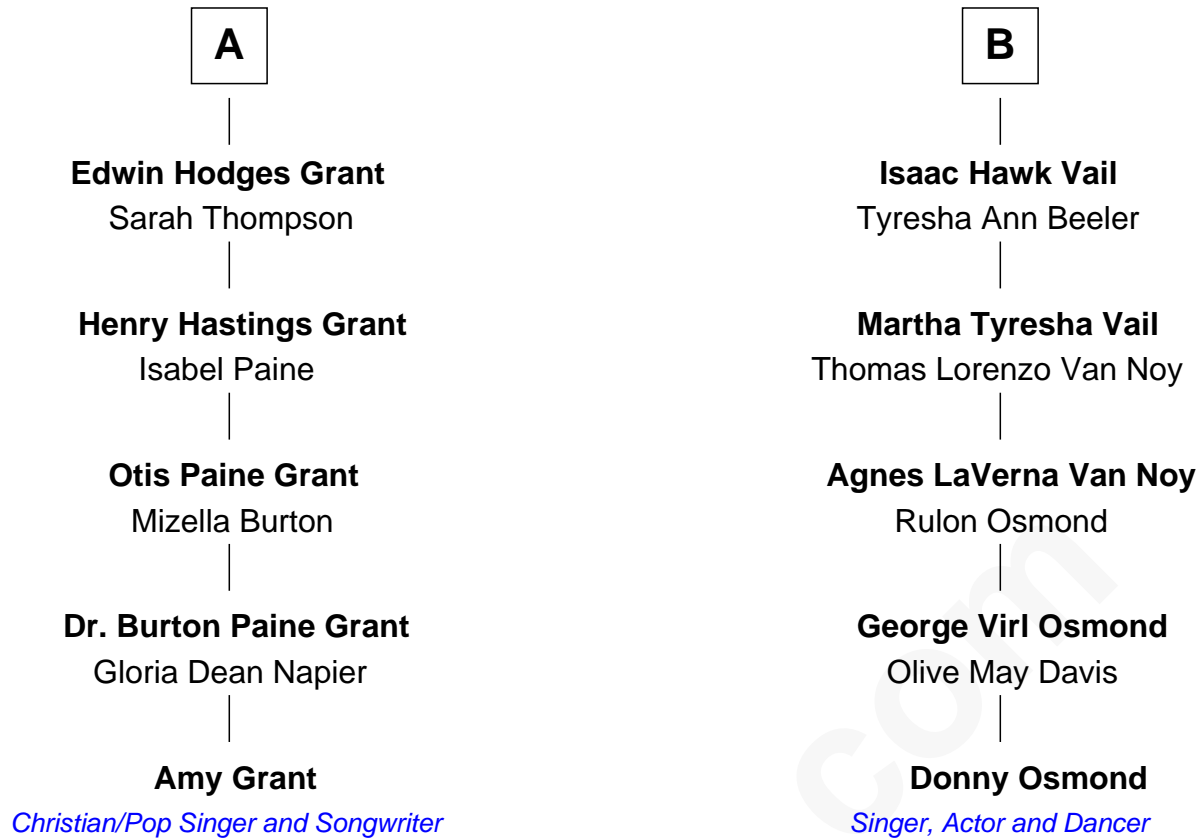 A
Edwin Hodges Grant
Sarah Thompson
Henry Hastings Grant
Isabel Paine
Otis Paine Grant
Mizella Burton
Dr. Burton Paine Grant
Gloria Dean Napier
Amy Grant
Christian/Pop Singer and Songwriter
B
Isaac Hawk Vail
Tyresha Ann Beeler
Martha Tyresha Vail
Thomas Lorenzo Van Noy
Agnes LaVerna Van Noy
Rulon Osmond
George Virl Osmond
Olive May Davis
Donny Osmond
Singer, Actor and Dancer
com